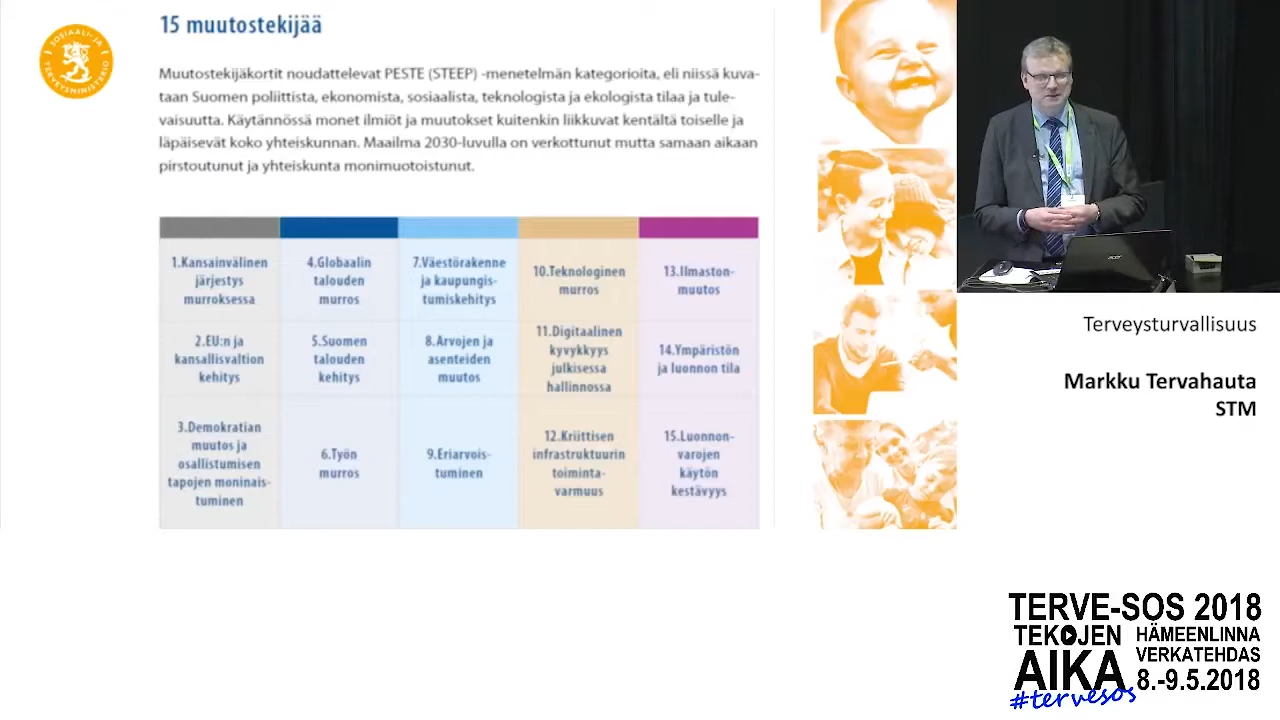 15 muutostekijää
SOSIAALI- JA
TERVEYSMINISTERIÖ
Muutostekijäkortit noudattelevat PESTE (STEEP) -menetelmän kategorioita, eli niissä kuva-
taan Suomen poliittista, ekonomista, sosiaalista, teknologista ja ekologista tilaa ja tule-
vaisuutta. Käytännössä monet ilmiöt ja muutokset kuitenkin liikkuvat kentältä toiselle ja
läpäisevät koko yhteiskunnan. Maailma 2030-luvulla on verkottunut mutta samaan aikaan
pirstoutunut ja yhteiskunta monimuotoistunut.
1.Kansainvälinen
järjestys
murroksessa
4.Globaalin
talouden
murros
7.Väestörakenne
ja kaupungis-
tumiskehitys
10.Teknologinen
murros
13.Ilmaston-
muutos
2.EU:n ja
kansallisvaltion
kehitys
5.Suomen
talouden
kehitys
8.Arvojen ja
asenteiden
muutos
11.Digitaalinen
kyvykkyys
julkisessa
hallinnossa
14.Ympäristön
ja luonnon tila
3.Demokratian
muutos ja
osallistumisen
tapojen moninais-
tuminen
6.Työn
murros
9.Eriarvois-
tuminen
12.Kriittisen
infrastruktuurin
toiminta-
varmuus
15.Luonnon-
varojen
käytön
kestävyys
acer
Terveysturvallisuus
Markku Tervahauta
STM
TERVE-SOS 2018
TEKOJEN
AIKA
HÄMEENLINNA
VERKATEHDAS
8.-9.5.2018
#tervesos